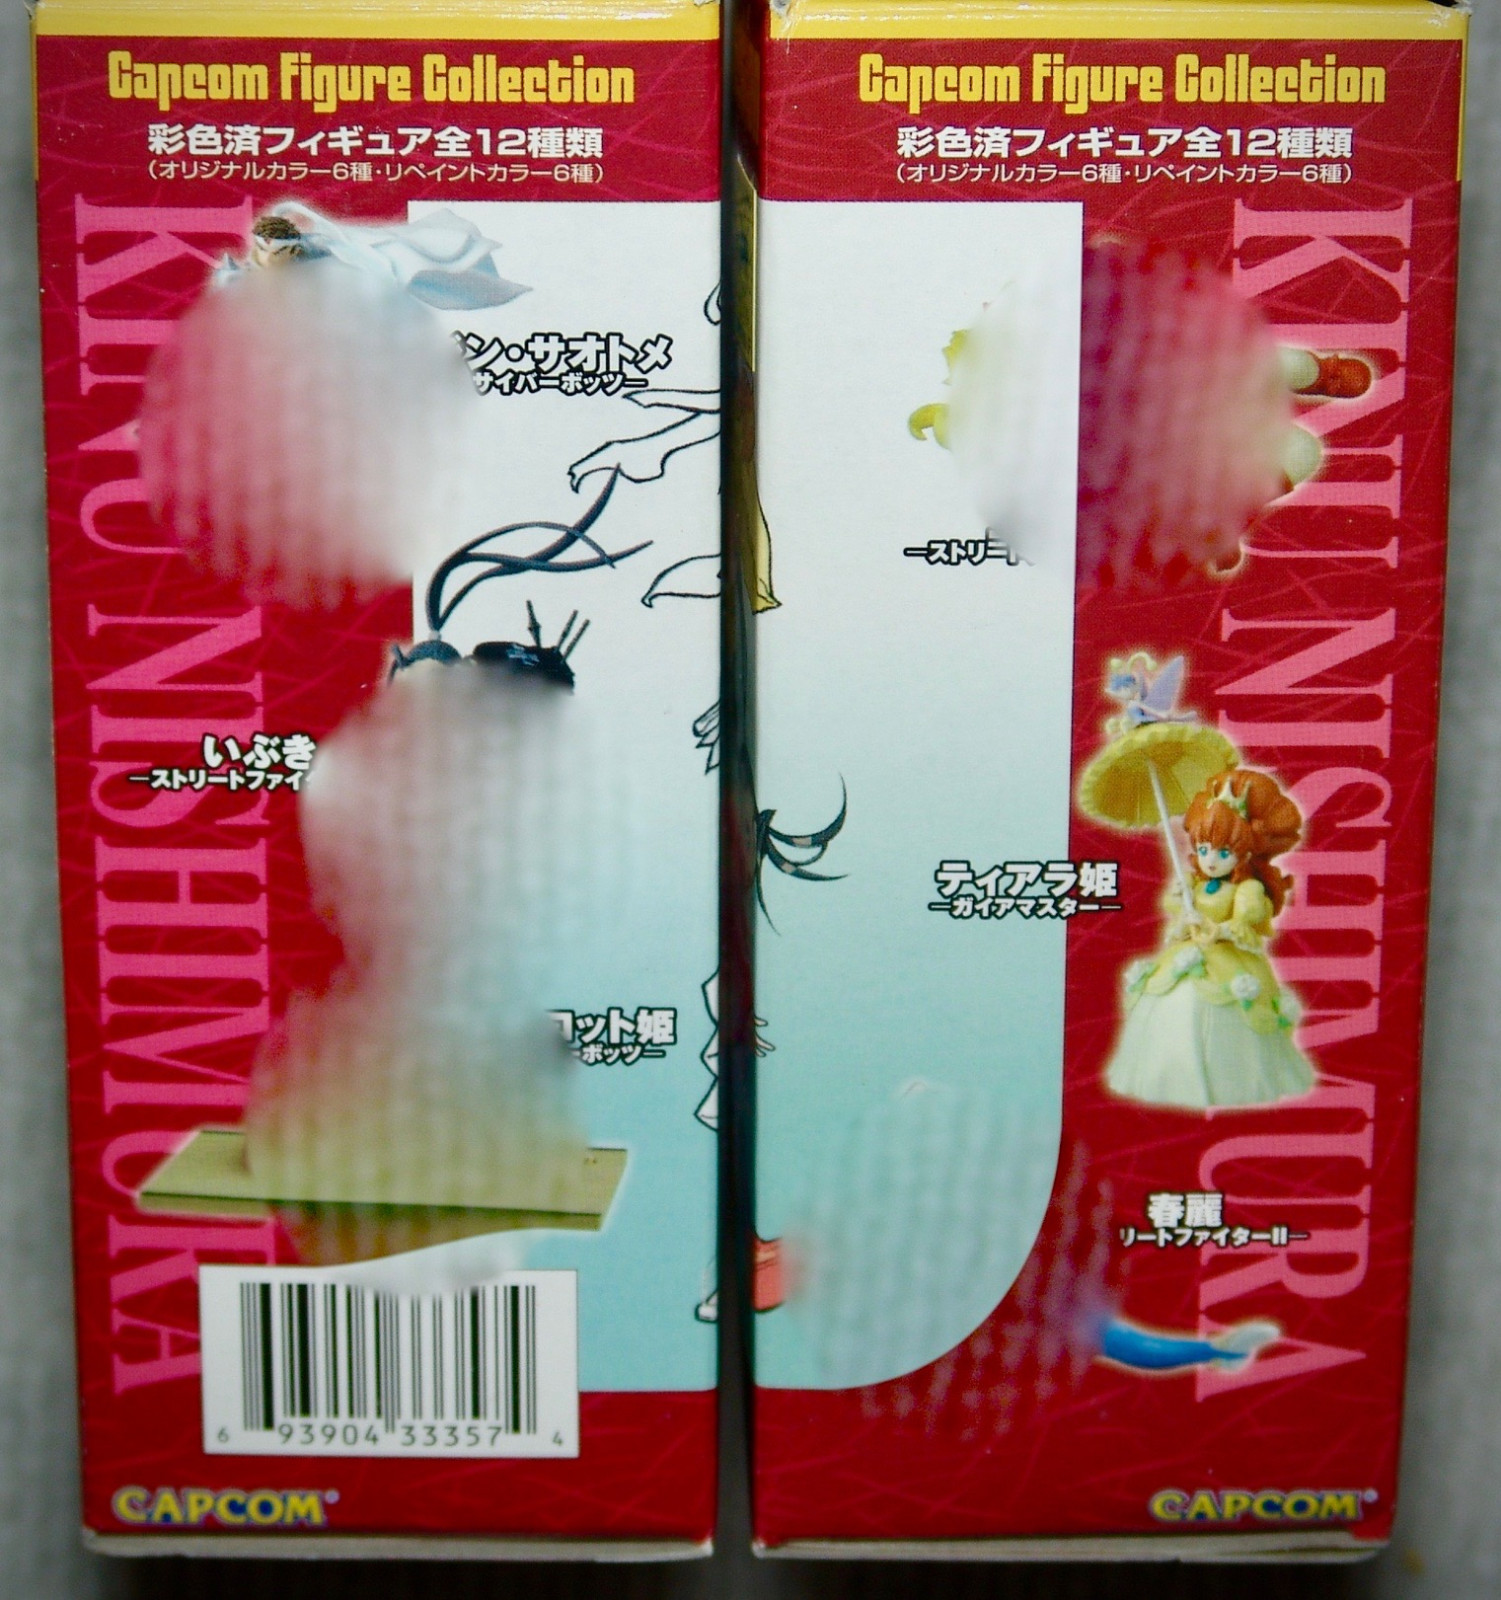 Capcom Figure Collection
彩色済フィギュア全12種類
(オリジナルカラー6種・リペイントカラー6種)
ン・サオトメ
サイバーボッツ─
いぶき
─ストリートファイ
ロット姫
ーボッツ─
KINU NISHIMURA
6 93904 33357 4
CAPCOM
Capcom Figure Collection
彩色済フィギュア全12種類
(オリジナルカラー6種・リペイントカラー6種)
─ストリート
ティアラ姫
─ガイアマスター─
春麗
リートファイターII─
KINU NISHIMURA
CAPCOM